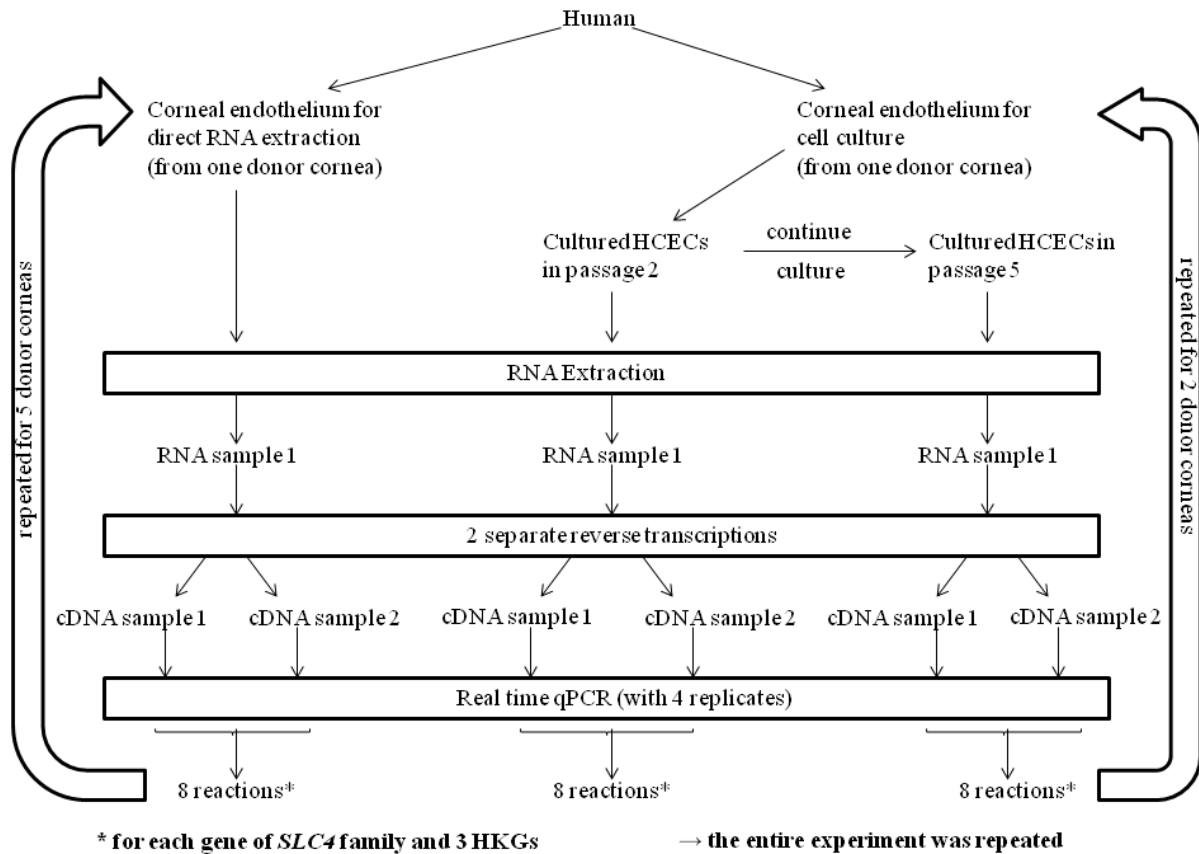 Human
Corneal endothelium for
direct RNA extraction
(from one donor cornea)
Corneal endothelium for
cell culture
(from one donor cornea)
Cultured HCECs
in passage 2
continue
culture
Cultured HCECs in
passage 5
repeated for 5 donor corneas
repeated for 2 donor corneas
RNA Extraction
RNA sample 1
RNA sample 1
RNA sample 1
2 separate reverse transcriptions
cDNA sample 1
cDNA sample 2
cDNA sample 1
cDNA sample 2
cDNA sample 1
cDNA sample 2
Real time qPCR (with 4 replicates)
8 reactions*
8 reactions*
8 reactions*
* for each gene of SLC4 family and 3 HKGs
→ the entire experiment was repeated